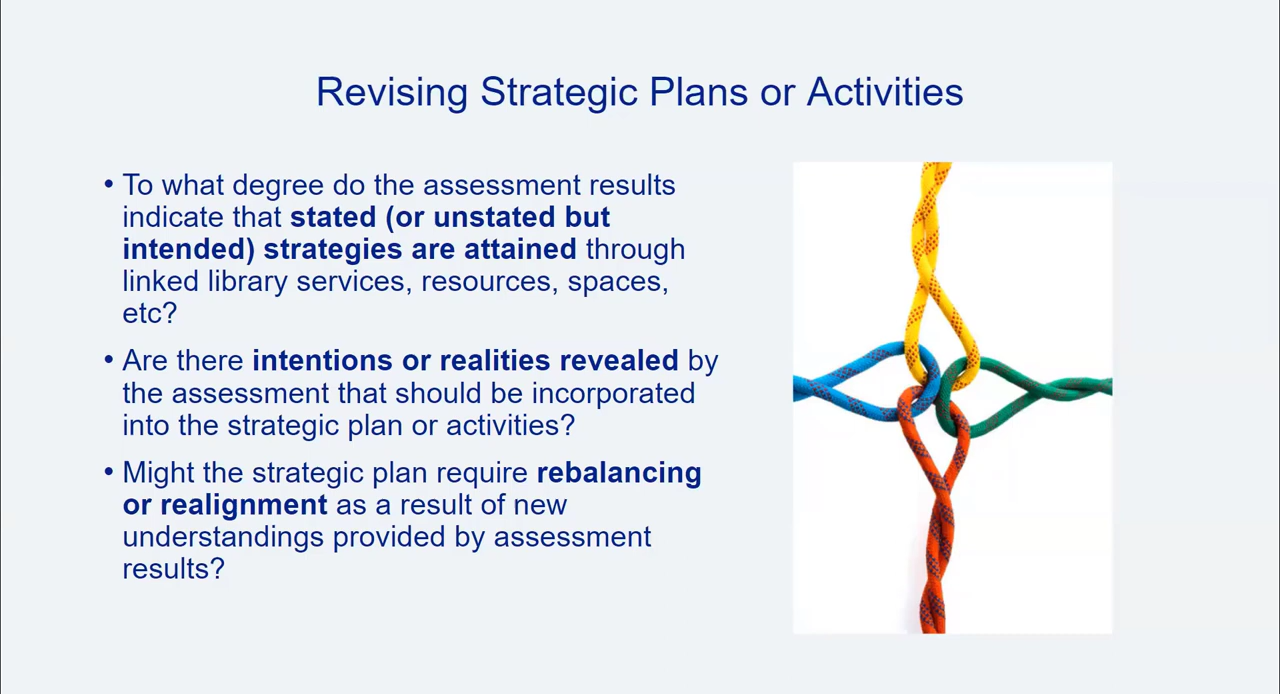 Revising Strategic Plans or Activities
• To what degree do the assessment results
indicate that stated (or unstated but
intended) strategies are attained through
linked library services, resources, spaces,
etc?
• Are there intentions or realities revealed by
the assessment that should be incorporated
into the strategic plan or activities?
• Might the strategic plan require rebalancing
or realignment as a result of new
understandings provided by assessment
results?